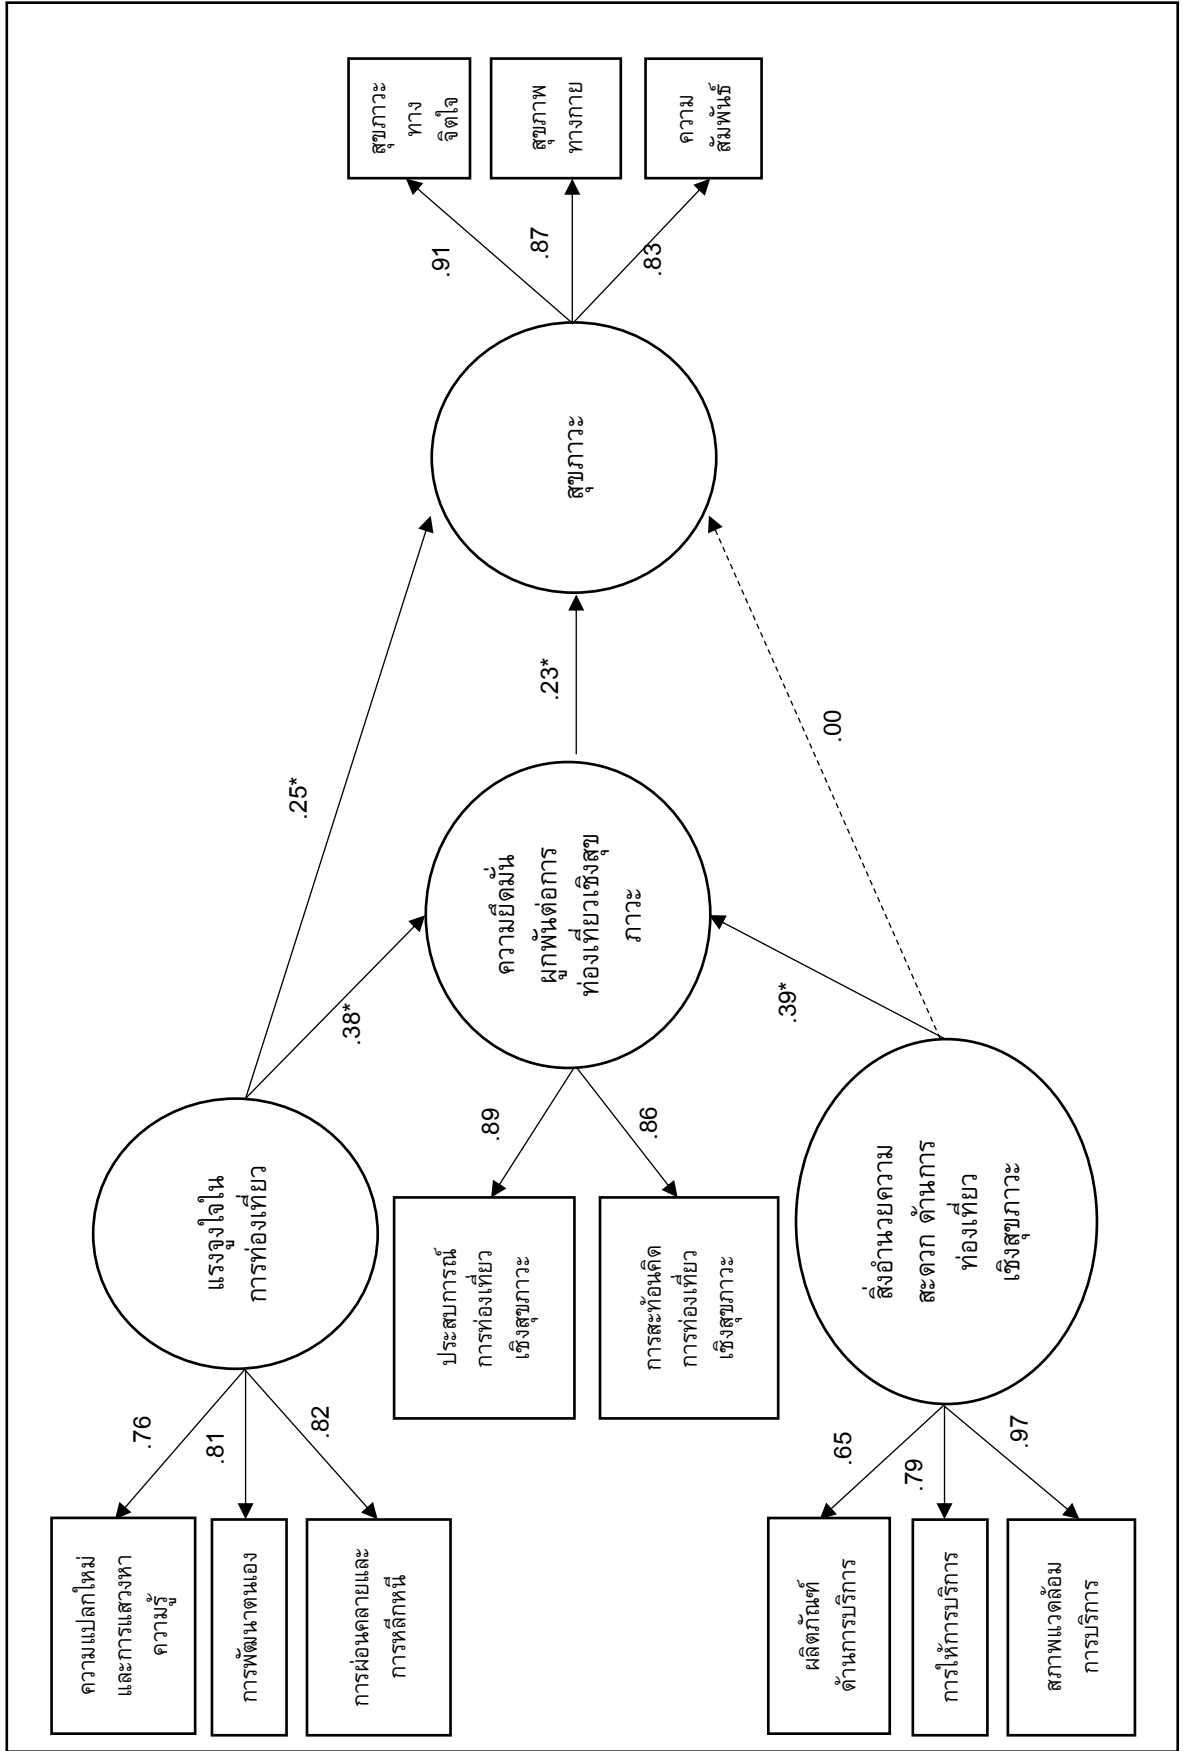 ความแปลกใหม่
และการแสวงหา
ความรู้
การพัฒนาตนเอง
การผ่อนคลายและ
การหลีกหนี
.76
.81
.82
แรงจูงใจใน
การท่องเที่ยว
.25*
.38*
ประสบการณ์
การท่องเที่ยว
เชิงสุขภาวะ
การสะท้อนคิด
การท่องเที่ยว
เชิงสุขภาวะ
.89
.86
ความยึดมั่น
ผูกพันต่อการ
ท่องเที่ยวเชิงสุข
ภาวะ
.23*
ผลิตภัณฑ์
ด้านการบริการ
การให้การบริการ
สภาพแวดล้อม
การบริการ
.65
.79
.97
สิ่งอำนวยความ
สะดวก ด้านการ
ท่องเที่ยว
เชิงสุขภาวะ
.39*
.00
สุขภาวะ
.91
.87
.83
สุขภาวะ
ทาง
จิตใจ
สุขภาพ
ทางกาย
ความ
สัมพันธ์